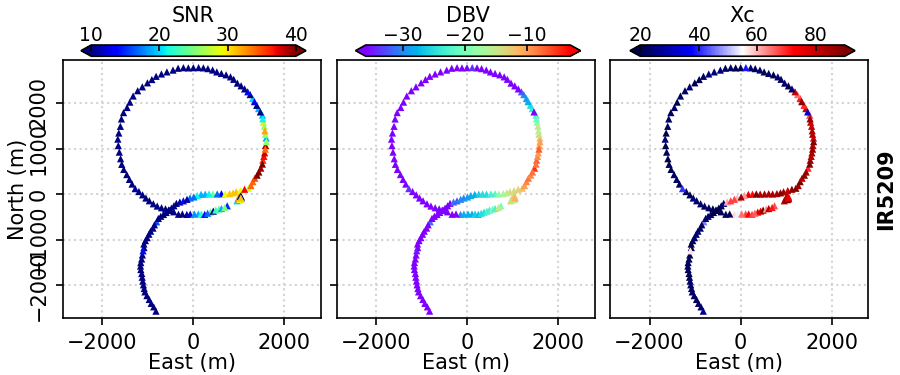 SNR DBV Xc
10 20 30 40 −30 −20 −10 20 40 60 80
North (m)
2000
1000
0
−1000
−2000
IR5209
−2000 0 2000 −2000 0 2000 −2000 0 2000
East (m) East (m) East (m)